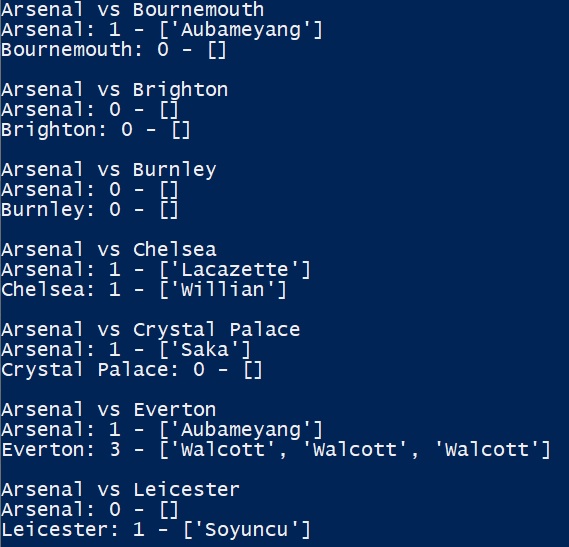 Arsenal vs Bournemouth
Arsenal: 1 - ['Aubameyang']
Bournemouth: 0 - []
Arsenal vs Brighton
Arsenal: 0 - []
Brighton: 0 - []
Arsenal vs Burnley
Arsenal: 0 - []
Burnley: 0 - []
Arsenal vs Chelsea
Arsenal: 1 - ['Lacazette']
Chelsea: 1 - ['Willian']
Arsenal vs Crystal Palace
Arsenal: 1 - ['Saka']
Crystal Palace: 0 - []
Arsenal vs Everton
Arsenal: 1 - ['Aubameyang']
Everton: 3 - ['Walcott', 'Walcott', 'Walcott']
Arsenal vs Leicester
Arsenal: 0 - []
Leicester: 1 - ['Soyuncu']